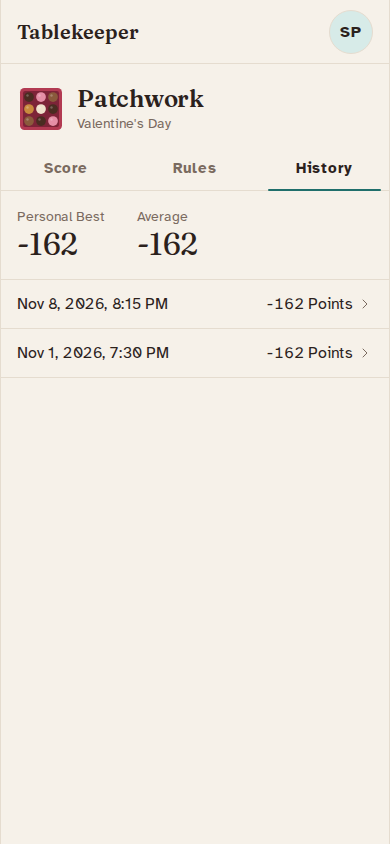 Tablekeeper
SP
Patchwork
Valentine's Day
Score Rules History
Personal Best Average
-162 -162
Nov 8, 2026, 8:15 PM -162 Points
Nov 1, 2026, 7:30 PM -162 Points